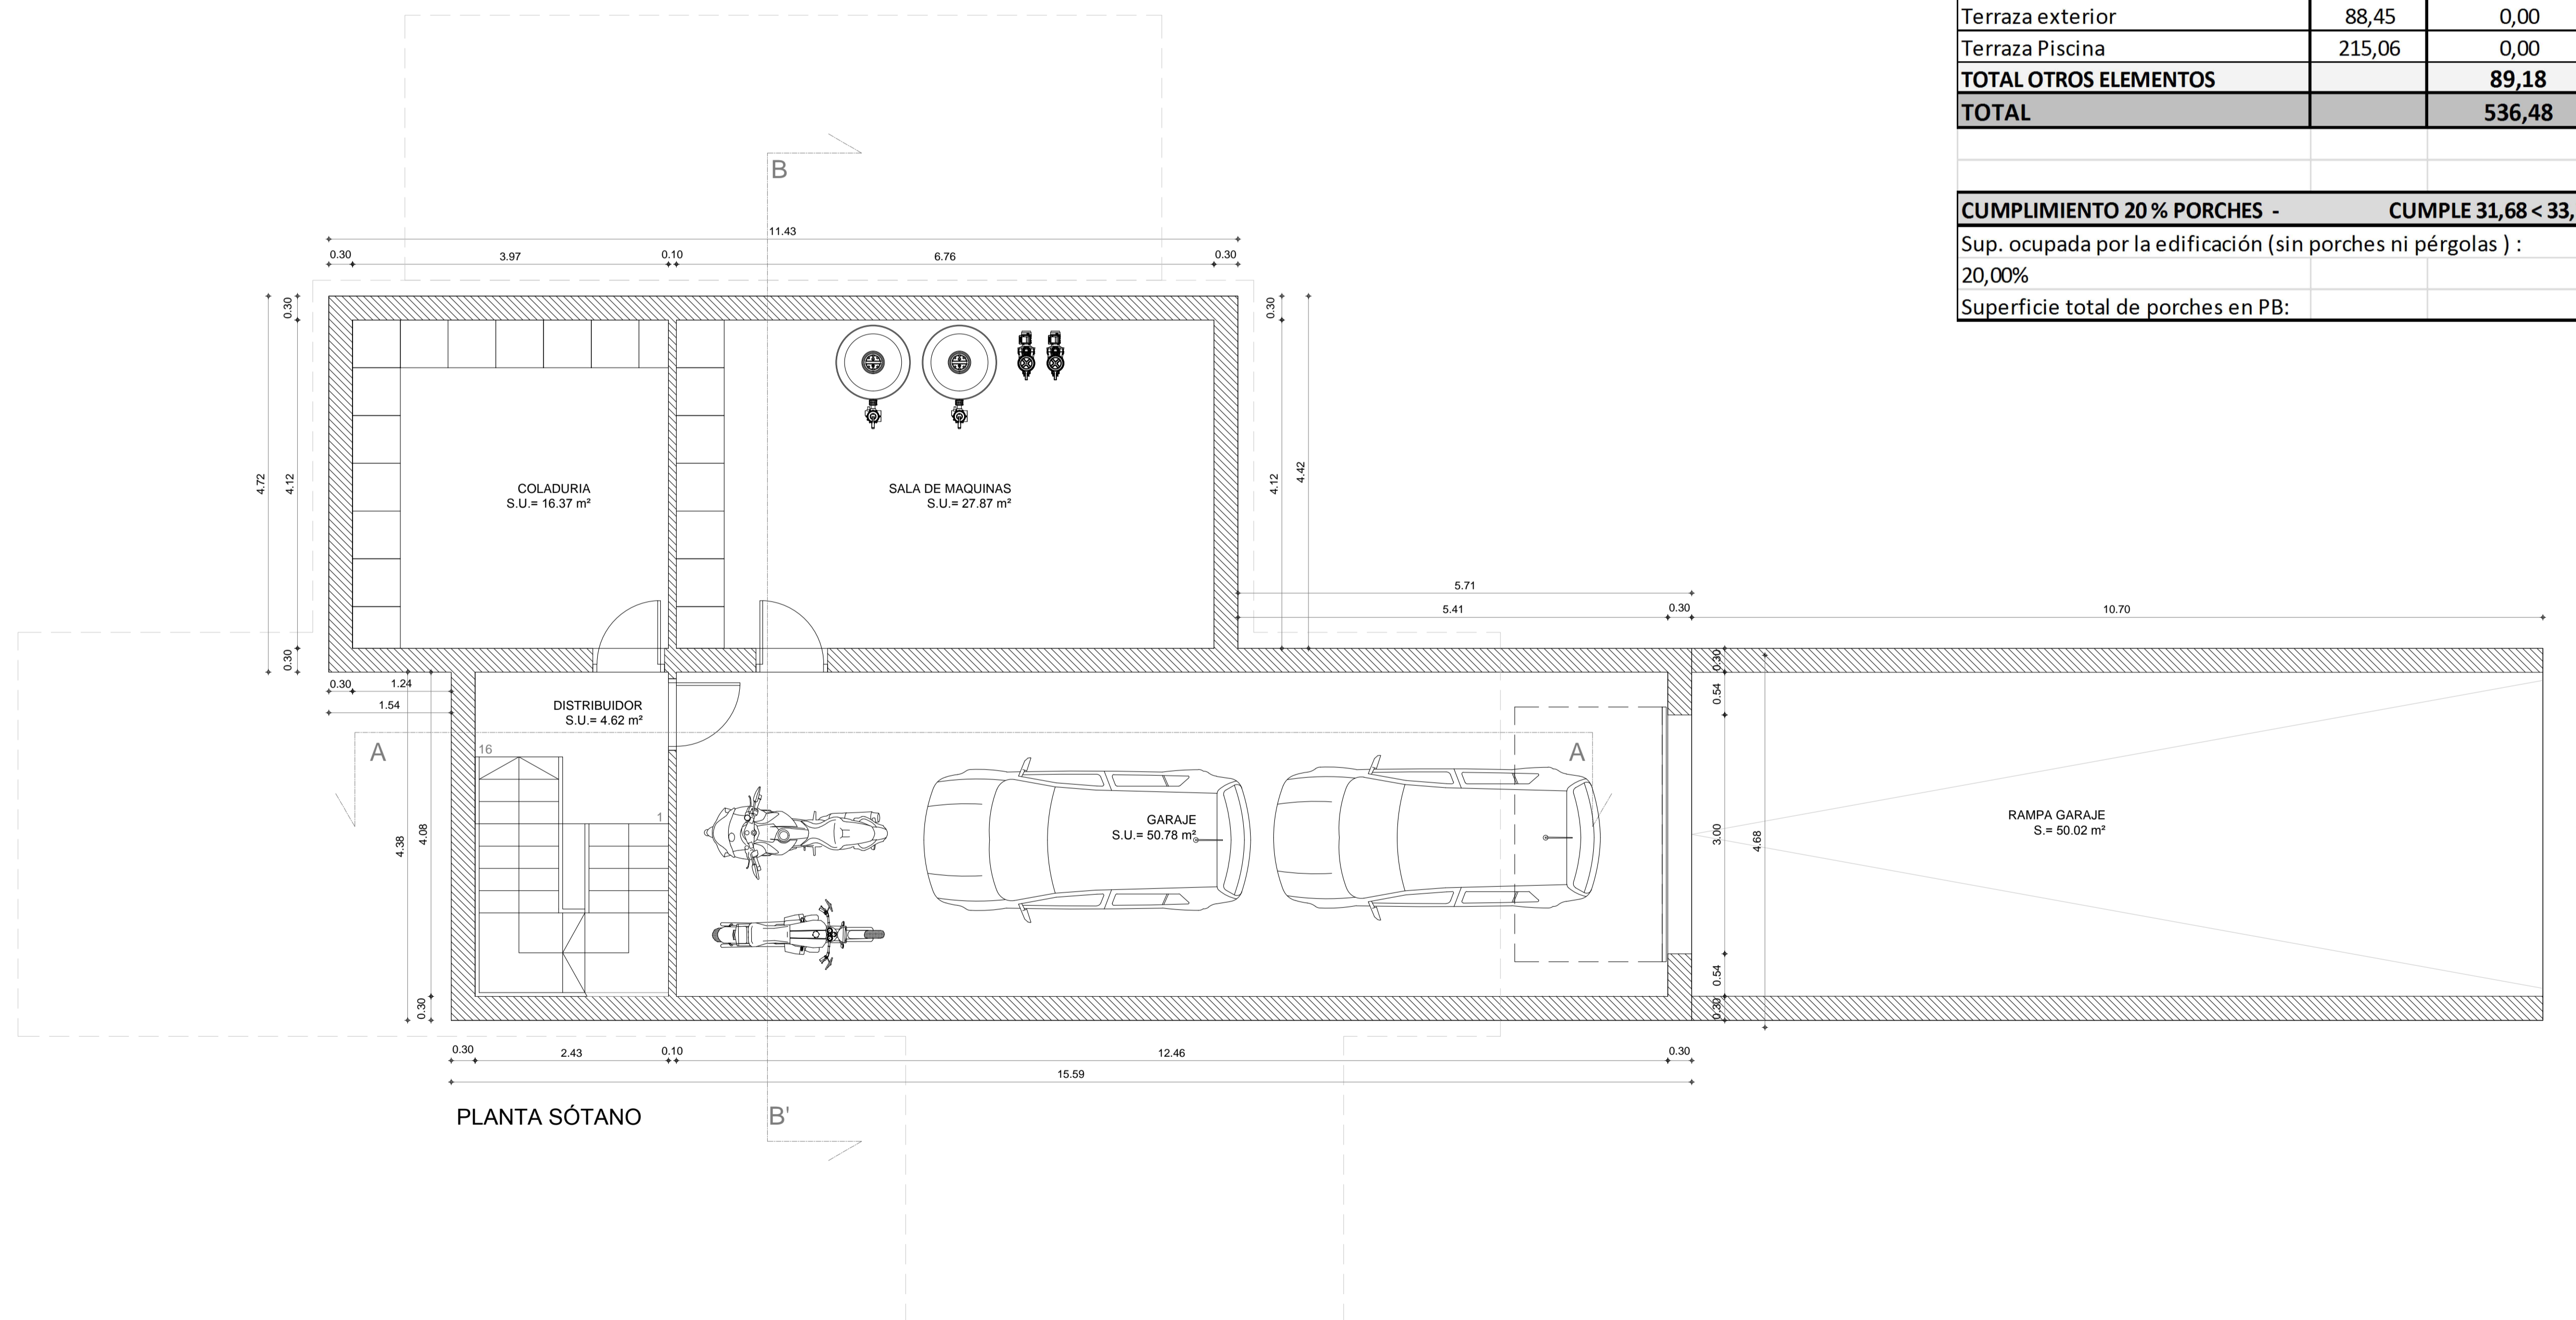 Terraza exterior 88,45 0,00
Terraza Piscina 215,06 0,00
TOTAL OTROS ELEMENTOS 89,18
TOTAL 536,48
CUMPLIMIENTO 20 % PORCHES - CUMPLE 31,68 < 33,
Sup. ocupada por la edificación (sin porches ni pérgolas ) :
20,00%
Superficie total de porches en PB:
B
11.43
0.30 3.97 0.10 6.76 0.30
0.30
0.30
4.72
4.12
COLADURIA
S.U.= 16.37 m²
SALA DE MAQUINAS
S.U.= 27.87 m²
4.12
4.42
5.71
5.41 0.30 10.70
0.30
0.30
0.30 1.24
1.54
0.54
DISTRIBUIDOR
S.U.= 4.62 m²
A
16
A
1
4.38
4.08
GARAJE
S.U.= 50.78 m²
3.00
4.68
RAMPA GARAJE
S.= 50.02 m²
0.54
0.30
0.30
0.30 2.43 0.10 12.46 0.30
15.59
PLANTA SÓTANO
B'